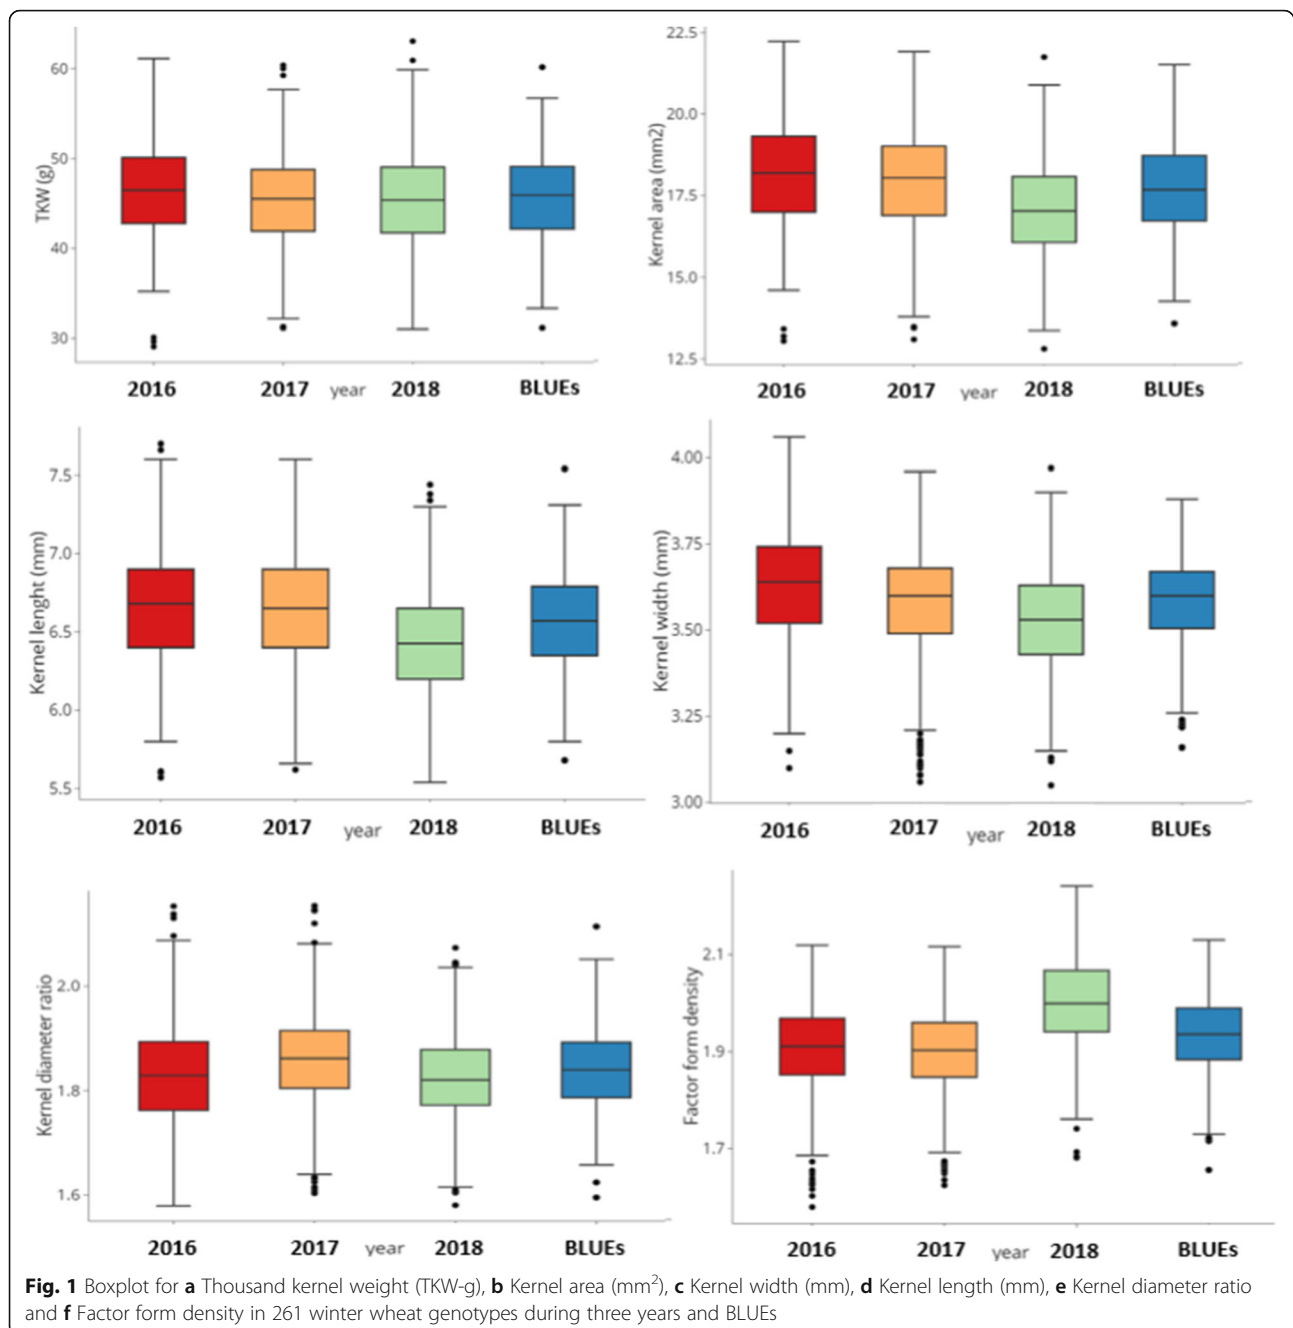 60
50
40
30
TKW (g)
2016 2017 year 2018 BLUEs
22.5
20.0
17.5
15.0
12.5
Kernel area (mm2)
2016 2017 year 2018 BLUEs
7.5
7.0
6.5
6.0
5.5
Kernel lenght (mm)
2016 2017 year 2018 BLUEs
4.00
3.75
3.50
3.25
3.00
Kernel width (mm)
2016 2017 year 2018 BLUEs
2.0
1.8
1.6
Kernel diameter ratio
2016 2017 year 2018 BLUEs
2.1
1.9
1.7
Factor form density
2016 2017 year 2018 BLUEs
Fig. 1 Boxplot for a Thousand kernel weight (TKW-g), b Kernel area (mm²), c Kernel width (mm), d Kernel length (mm), e Kernel diameter ratio
and f Factor form density in 261 winter wheat genotypes during three years and BLUEs